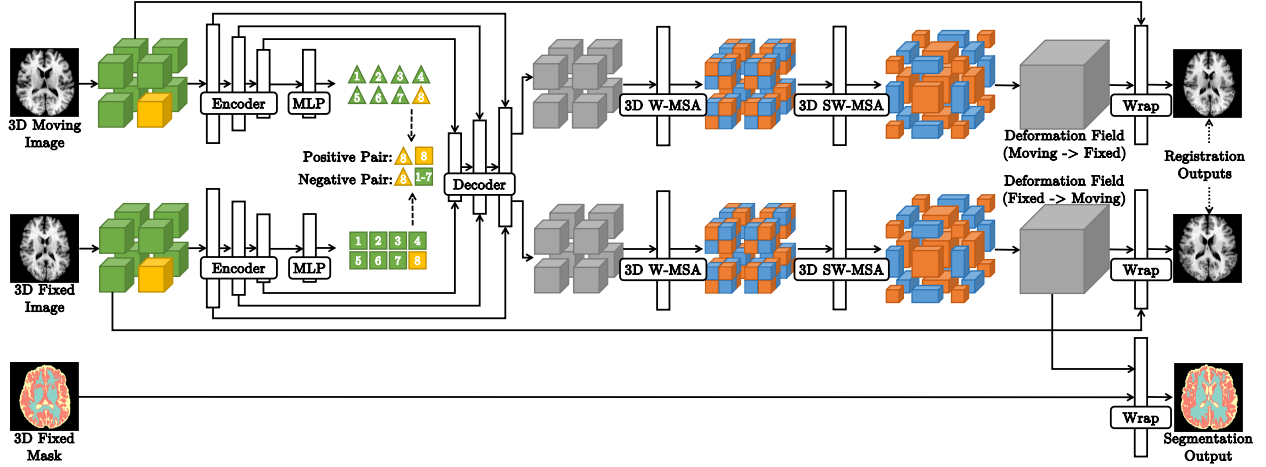 3D Moving
Image
Encoder
MLP
1 2 3 4
5 6 7 8
Positive Pair: 8 8
Negative Pair: 8 1-7
Decoder
3D W-MSA
3D SW-MSA
Deformation Field
(Moving -> Fixed)
Wrap
Registration
Outputs
3D Fixed
Image
Encoder
MLP
1 2 3 4
5 6 7 8
3D W-MSA
3D SW-MSA
Deformation Field
(Fixed -> Moving)
Wrap
3D Fixed
Mask
Wrap
Segmentation
Output